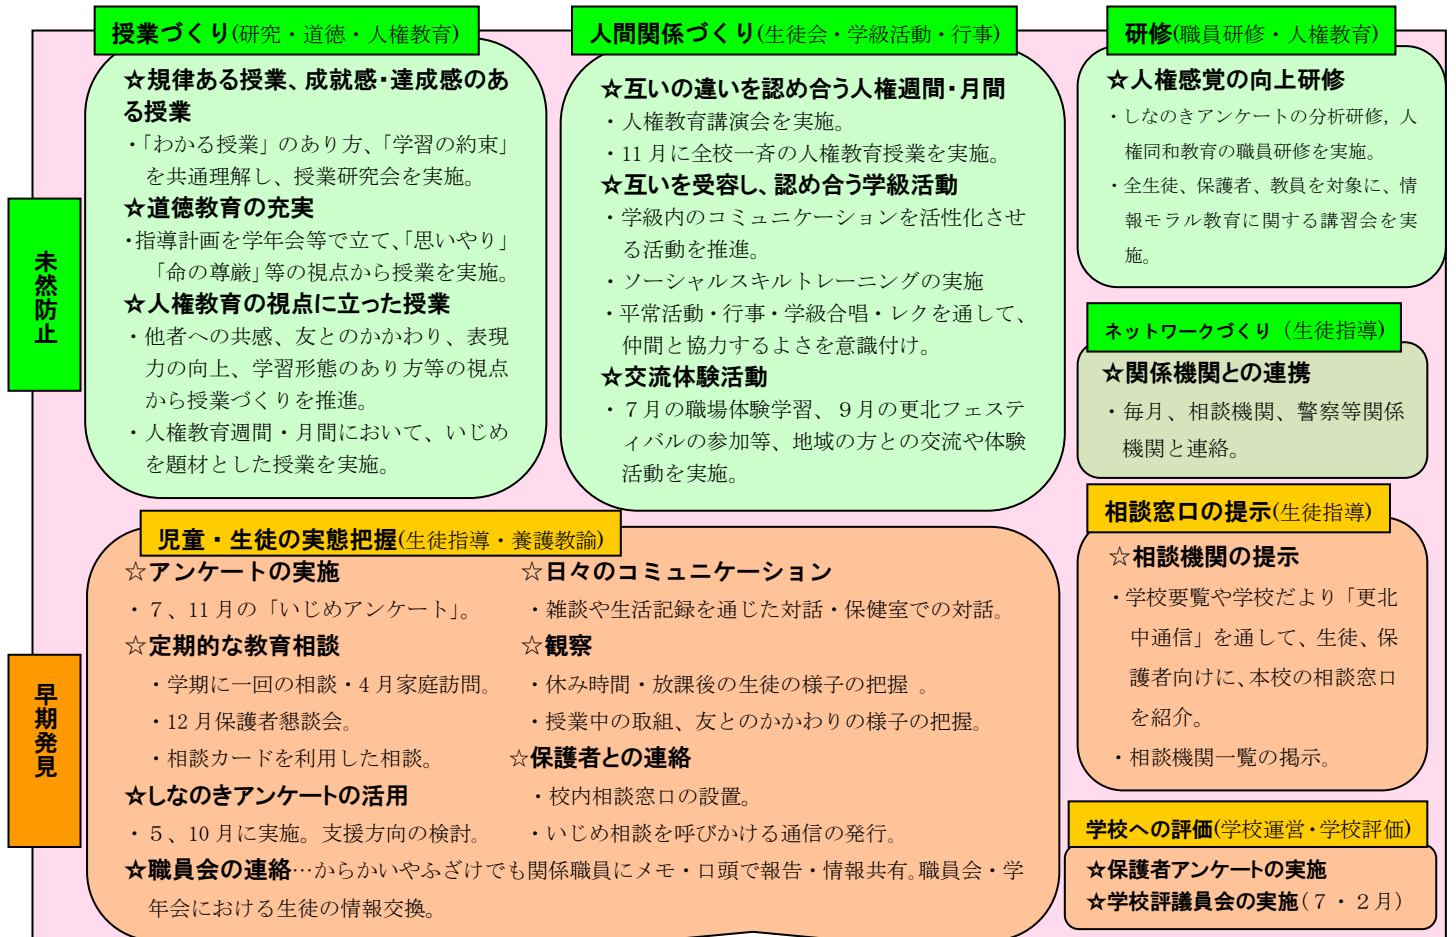 未然防止
授業づくり(研究・道徳・人権教育)
☆規律ある授業、成就感・達成感のあ
る授業
・「わかる授業」のあり方、「学習の約束」
を共通理解し、授業研究会を実施。
☆道徳教育の充実
・指導計画を学年会等で立て、「思いやり」
「命の尊厳」等の視点から授業を実施。
☆人権教育の視点に立った授業
・他者への共感、友とのかかわり、表現
力の向上、学習形態のあり方等の視点
から授業づくりを推進。
・人権教育週間・月間において、いじめ
を題材とした授業を実施。
人間関係づくり(生徒会・学級活動・行事)
☆互いの違いを認め合う人権週間・月間
・人権教育講演会を実施。
・11月に全校一斉の人権教育授業を実施。
☆互いを受容し、認め合う学級活動
・学級内のコミュニケーションを活性化させ
る活動を推進。
・ソーシャルスキルトレーニングの実施
・平常活動・行事・学級合唱・レクを通して、
仲間と協力するよさを意識付け。
☆交流体験活動
・７月の職場体験学習、９月の更北フェステ
ィバルの参加等、地域の方との交流や体験
活動を実施。
研修(職員研修・人権教育)
☆人権感覚の向上研修
・しなのきアンケートの分析研修, 人
権同和教育の職員研修を実施。
・全生徒、保護者、教員を対象に、情
報モラル教育に関する講習会を実
施。
ネットワークづくり（生徒指導)
☆関係機関との連携
・毎月、相談機関、警察等関係
機関と連絡。
早期発見
児童・生徒の実態把握(生徒指導・養護教諭)
☆アンケートの実施
・７、11月の「いじめアンケート」。
☆定期的な教育相談
・学期に一回の相談・4月家庭訪問。
・12月保護者懇談会。
・相談カードを利用した相談。
☆しなのきアンケートの活用
・５、10月に実施。支援方向の検討。
☆日々のコミュニケーション
・雑談や生活記録を通じた対話・保健室での対話。
☆観察
・休み時間・放課後の生徒の様子の把握 。
・授業中の取組、友とのかかわりの様子の把握。
☆保護者との連絡
・校内相談窓口の設置。
・いじめ相談を呼びかける通信の発行。
☆職員会の連絡…からかいやふざけでも関係職員にメモ・口頭で報告・情報共有。職員会・学
年会における生徒の情報交換。
相談窓口の提示(生徒指導)
☆相談機関の提示
・学校要覧や学校だより「更北
中通信」を通して、生徒、保
護者向けに、本校の相談窓口
を紹介。
・相談機関一覧の掲示。
学校への評価(学校運営・学校評価)
☆保護者アンケートの実施
☆学校評議員会の実施（７・２月）